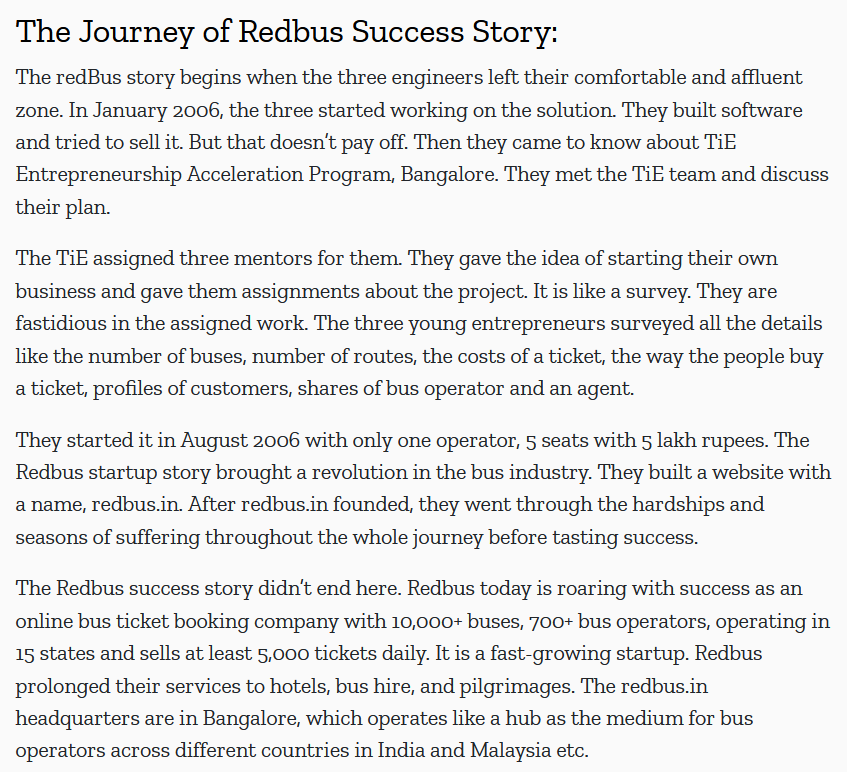 The Journey of Redbus Success Story:
The redBus story begins when the three engineers left their comfortable and affluent
zone. In January 2006, the three started working on the solution. They built software
and tried to sell it. But that doesn't pay off. Then they came to know about TiE
Entrepreneurship Acceleration Program, Bangalore. They met the TiE team and discuss
their plan.
The TiE assigned three mentors for them. They gave the idea of starting their own
business and gave them assignments about the project. It is like a survey. They are
fastidious in the assigned work. The three young entrepreneurs surveyed all the details
like the number of buses, number of routes, the costs of a ticket, the way the people buy
a ticket, profiles of customers, shares of bus operator and an agent.
They started it in August 2006 with only one operator, 5 seats with 5 lakh rupees. The
Redbus startup story brought a revolution in the bus industry. They built a website with
a name, redbus.in. After redbus.in founded, they went through the hardships and
seasons of suffering throughout the whole journey before tasting success.
The Redbus success story didn't end here. Redbus today is roaring with success as an
online bus ticket booking company with 10,000+ buses, 700+ bus operators, operating in
15 states and sells at least 5,000 tickets daily. It is a fast-growing startup. Redbus
prolonged their services to hotels, bus hire, and pilgrimages. The redbus.in
headquarters are in Bangalore, which operates like a hub as the medium for bus
operators across different countries in India and Malaysia etc.